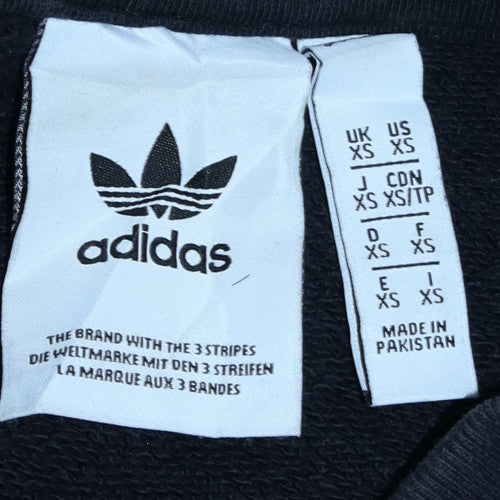 adidas
THE BRAND WITH THE 3 STRIPES
DIE WELTMARKE MIT DEN 3 STREIFEN
LA MARQUE AUX 3 BANDES
UK US
XS XS
J CDN
XS XS/TP
D F
XS XS
E I
XS XS
MADE IN
PAKISTAN